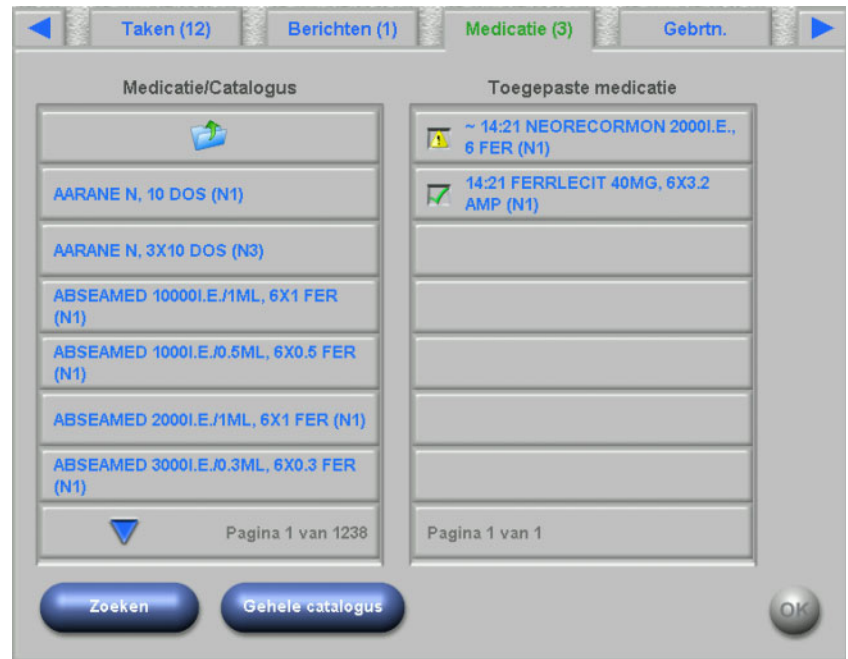 Taken (12) Berichten (1) Medicatie (3) Gebrtn.
Medicatie/Catalogus
AARANE N, 10 DOS (N1)
AARANE N, 3X10 DOS (N3)
ABSEAMED 10000I.E./1ML, 6X1 FER
(N1)
ABSEAMED 1000I.E./0.5ML, 6X0.5 FER
(N1)
ABSEAMED 2000I.E./1ML, 6X1 FER (N1)
ABSEAMED 3000I.E./0.3ML, 6X0.3 FER
(N1)
Pagina 1 van 1238
Toegepaste medicatie
~ 14:21 NEORECORMON 2000I.E.,
6 FER (N1)
14:21 FERRLECIT 40MG, 6X3.2
AMP (N1)
Pagina 1 van 1
Zoeken Gehele catalogus OK